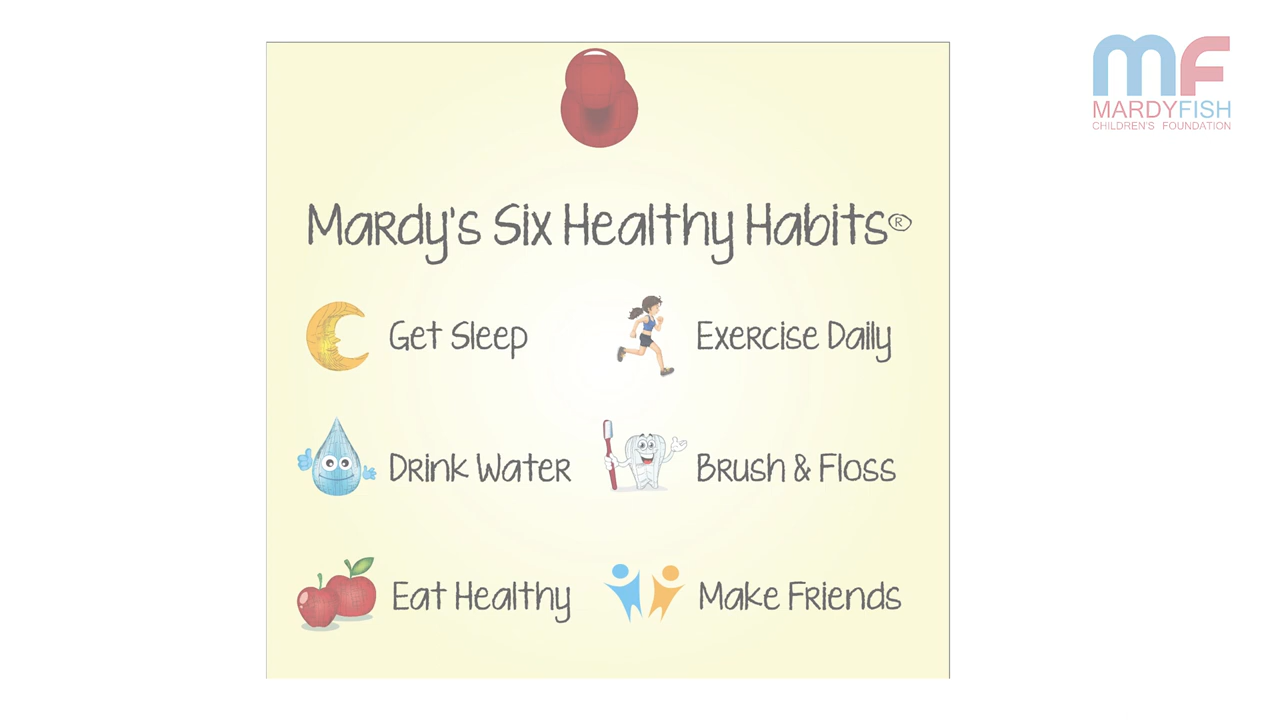 mf
MARDYFISH
CHILDREN'S FOUNDATION
Mardy's Six Healthy Habits®
Get Sleep
Exercise Daily
Drink Water
Brush & Floss
Eat Healthy
Make Friends